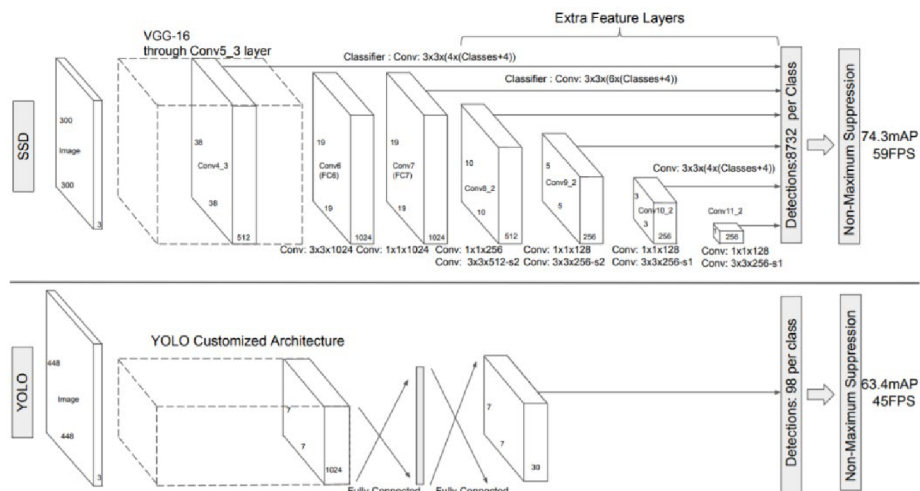 Extra Feature Layers
VGG-16
through Conv5_3 layer
Classifier : Conv: 3x3x(4x(Classes+4))
Classifier : Conv: 3x3x(6x(Classes+4))
SSD
300
Image
300
3
38
Conv4_3
38
512
19
Conv6
(FC6)
19
1024
19
Conv7
(FC7)
19
1024
10
Conv8_2
10
512
5
Conv9_2
5
256
Conv: 3x3x(4x(Classes+4))
3
Conv10_2
3
256
Conv11_2
1
256
Conv: 3x3x1024
Conv: 1x1x1024
Conv: 1x1x256
Conv: 3x3x512-s2
Conv: 1x1x128
Conv: 3x3x256-s2
Conv: 1x1x128
Conv: 3x3x256-s1
Conv: 1x1x128
Conv: 3x3x256-s1
Detections:8732 per Class
Non-Maximum Suppression
74.3mAP
59FPS
YOLO
448
Image
448
3
YOLO Customized Architecture
7
7
1024
Fully Connected
Fully Connected
7
7
30
Detections: 98 per class
Non-Maximum Suppression
63.4mAP
45FPS